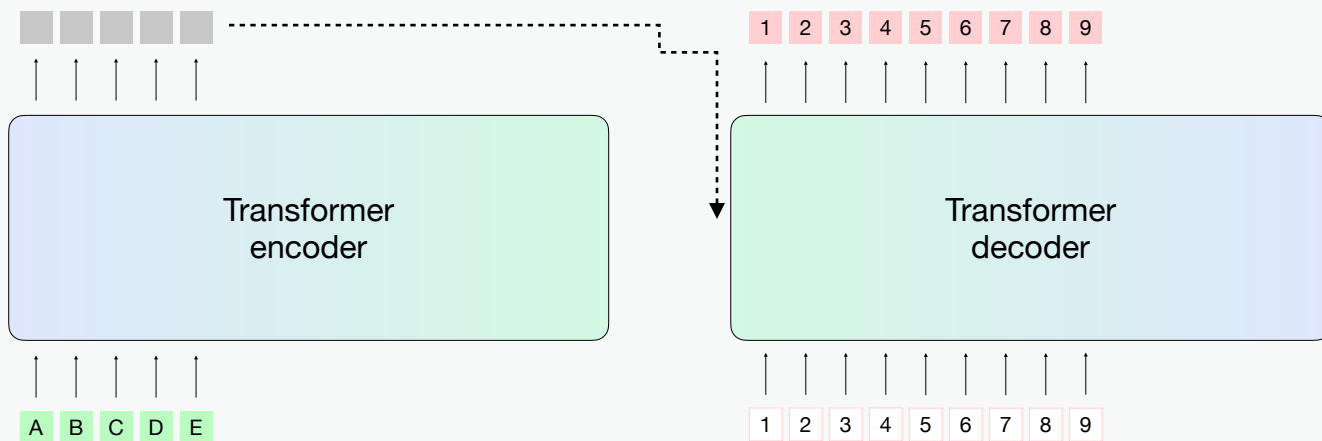 1 2 3 4 5 6 7 8 9
Transformer
encoder
Transformer
decoder
A B C D E
1 2 3 4 5 6 7 8 9